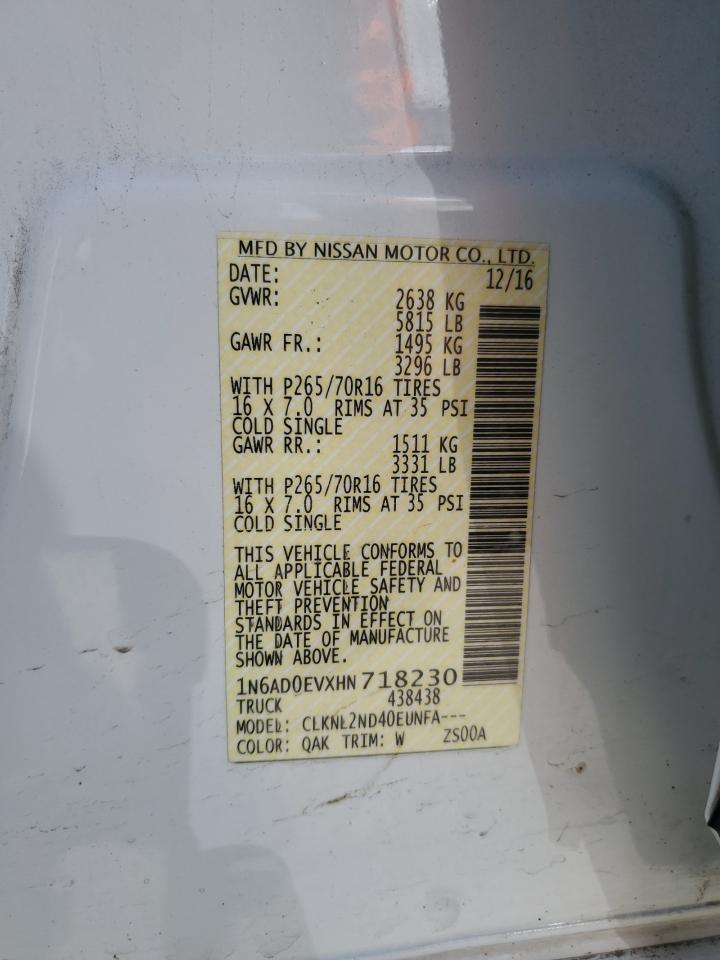 MFD BY NISSAN MOTOR CO., LTD.
DATE: 12/16
GVWR: 2638 KG
5815 LB
GAWR FR.: 1495 KG
3296 LB
WITH P265/70R16 TIRES
16 X 7.0 RIMS AT 35 PSI
COLD SINGLE
GAWR RR.: 1511 KG
3331 LB
WITH P265/70R16 TIRES
16 X 7.0 RIMS AT 35 PSI
COLD SINGLE
THIS VEHICLE CONFORMS TO
ALL APPLICABLE FEDERAL
MOTOR VEHICLE SAFETY AND
THEFT PREVENTION
STANDARDS IN EFFECT ON
THE DATE OF MANUFACTURE
SHOWN ABOVE.
1N6AD0EVXHN718230
TRUCK 438438
MODEL: CLKNL2ND40EUNFA---
COLOR: QAK TRIM: W ZS00A